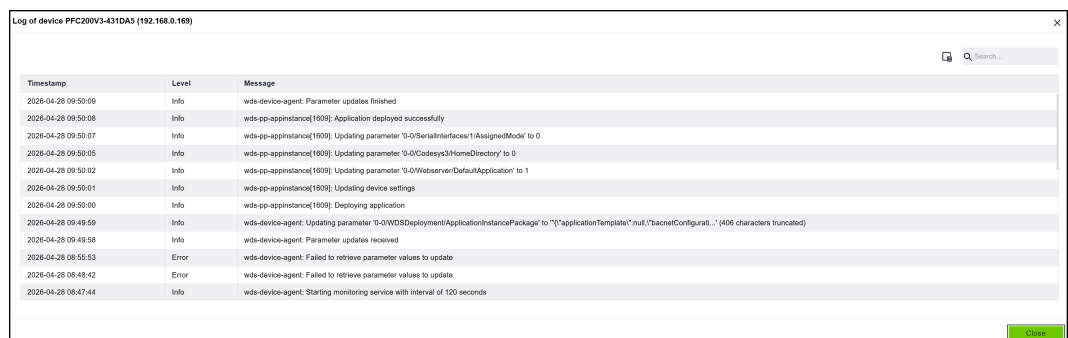 Log of device PFC200V3-431DA5 (192.168.0.169)
Search...
Timestamp Level Message
2026-04-28 09:50:09 Info wds-device-agent: Parameter updates finished
2026-04-28 09:50:08 Info wds-pp-appinstance[1609]: Application deployed successfully
2026-04-28 09:50:07 Info wds-pp-appinstance[1609]: Updating parameter '0-0/SerialInterfaces/1/AssignedMode' to 0
2026-04-28 09:50:05 Info wds-pp-appinstance[1609]: Updating parameter '0-0/Codesys3/HomeDirectory' to 0
2026-04-28 09:50:02 Info wds-pp-appinstance[1609]: Updating parameter '0-0/Webserver/DefaultApplication' to 1
2026-04-28 09:50:01 Info wds-pp-appinstance[1609]: Updating device settings
2026-04-28 09:50:00 Info wds-pp-appinstance[1609]: Deploying application
2026-04-28 09:49:59 Info wds-device-agent: Updating parameter '0-0/WDSDeployment/ApplicationInstancePackage' to '"{\"applicationTemplate\":null,\"bacnetConfigurati...' (406 characters truncated)
2026-04-28 09:49:58 Info wds-device-agent: Parameter updates received
2026-04-28 08:55:53 Error wds-device-agent: Failed to retrieve parameter values to update
2026-04-28 08:48:42 Error wds-device-agent: Failed to retrieve parameter values to update
2026-04-28 08:47:44 Info wds-device-agent: Starting monitoring service with interval of 120 seconds
Close